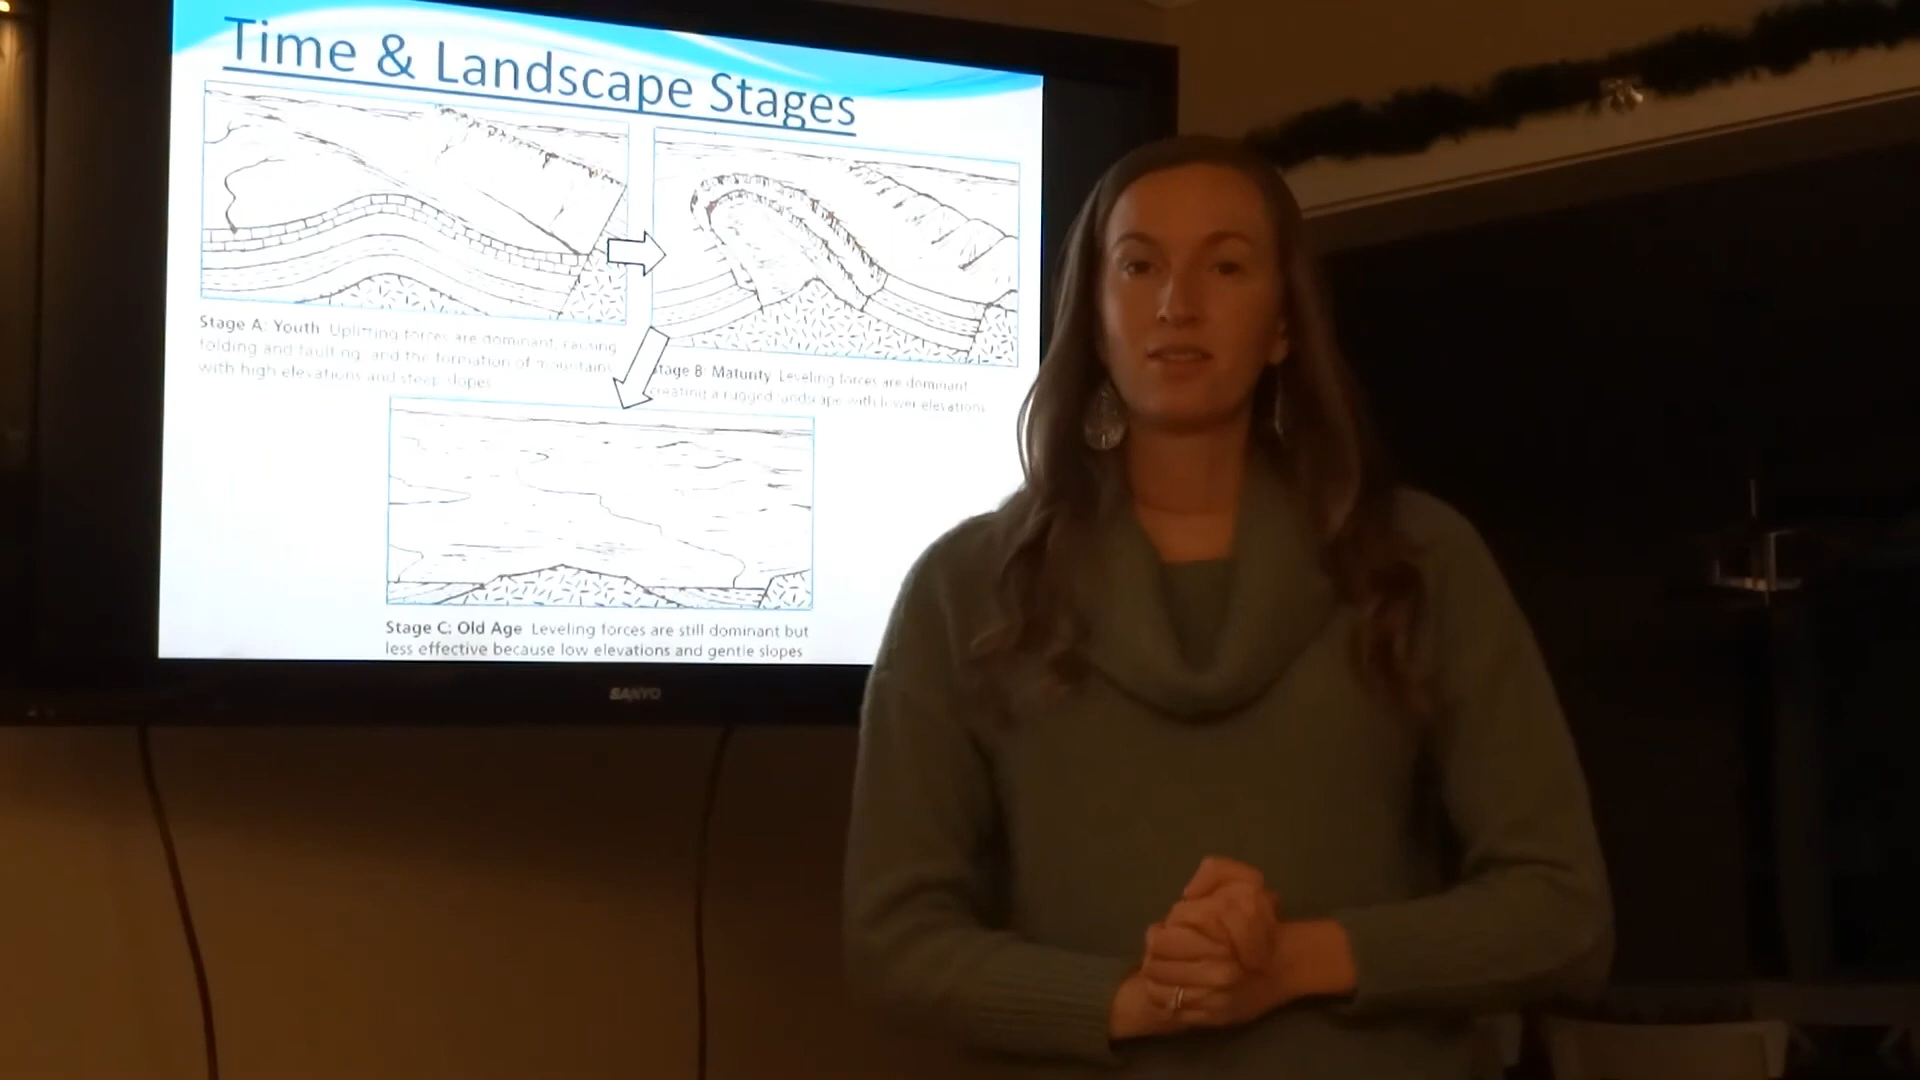 Time & Landscape Stages
Stage A: Youth Uplifting forces are dominant, causing
folding and faulting, and the formation of mountains
with high elevations and steep slopes
Stage B: Maturity Leveling forces are dominant
creating a rugged landscape with lower elevations
Stage C: Old Age Leveling forces are still dominant but
less effective because low elevations and gentle slopes
SANYO